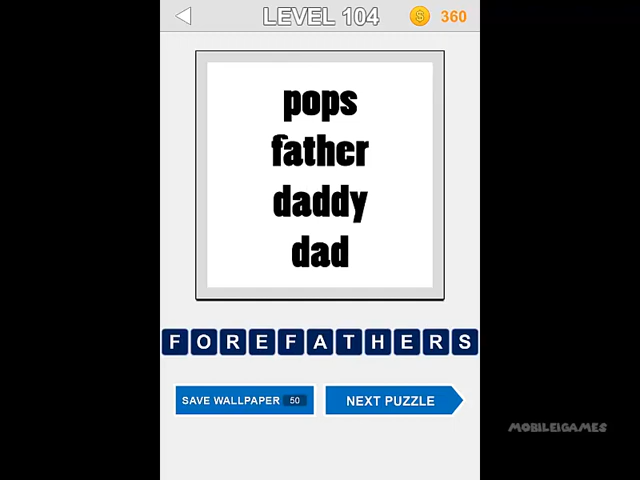 LEVEL 104
360
pops
father
daddy
dad
FOREFATHERS
SAVE WALLPAPER 50
NEXT PUZZLE
MOBILEIGAMES